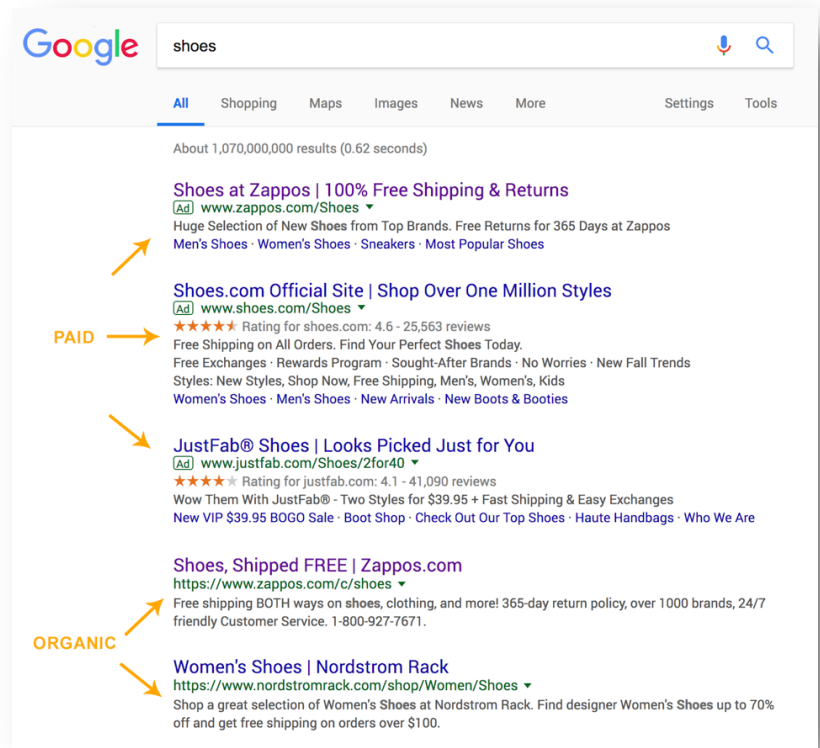 Google
shoes
All Shopping Maps Images News More Settings Tools
About 1,070,000,000 results (0.62 seconds)
Shoes at Zappos | 100% Free Shipping & Returns
Ad www.zappos.com/Shoes
Huge Selection of New Shoes from Top Brands. Free Returns for 365 Days at Zappos
Men's Shoes · Women's Shoes · Sneakers · Most Popular Shoes
Shoes.com Official Site | Shop Over One Million Styles
Ad www.shoes.com/Shoes
Rating for shoes.com: 4.6 - 25,563 reviews
PAID
Free Shipping on All Orders. Find Your Perfect Shoes Today.
Free Exchanges · Rewards Program · Sought-After Brands · No Worries · New Fall Trends
Styles: New Styles, Shop Now, Free Shipping, Men's, Women's, Kids
Women's Shoes · Men's Shoes · New Arrivals · New Boots & Booties
JustFab® Shoes | Looks Picked Just for You
Ad www.justfab.com/Shoes/2for40
Rating for justfab.com: 4.1 - 41,090 reviews
Wow Them With JustFab® - Two Styles for $39.95 + Fast Shipping & Easy Exchanges
New VIP $39.95 BOGO Sale · Boot Shop · Check Out Our Top Shoes · Haute Handbags · Who We Are
Shoes, Shipped FREE | Zappos.com
https://www.zappos.com/c/shoes
Free shipping BOTH ways on shoes, clothing, and more! 365-day return policy, over 1000 brands, 24/7
friendly Customer Service. 1-800-927-7671.
ORGANIC
Women's Shoes | Nordstrom Rack
https://www.nordstromrack.com/shop/Women/Shoes
Shop a great selection of Women's Shoes at Nordstrom Rack. Find designer Women's Shoes up to 70%
off and get free shipping on orders over $100.